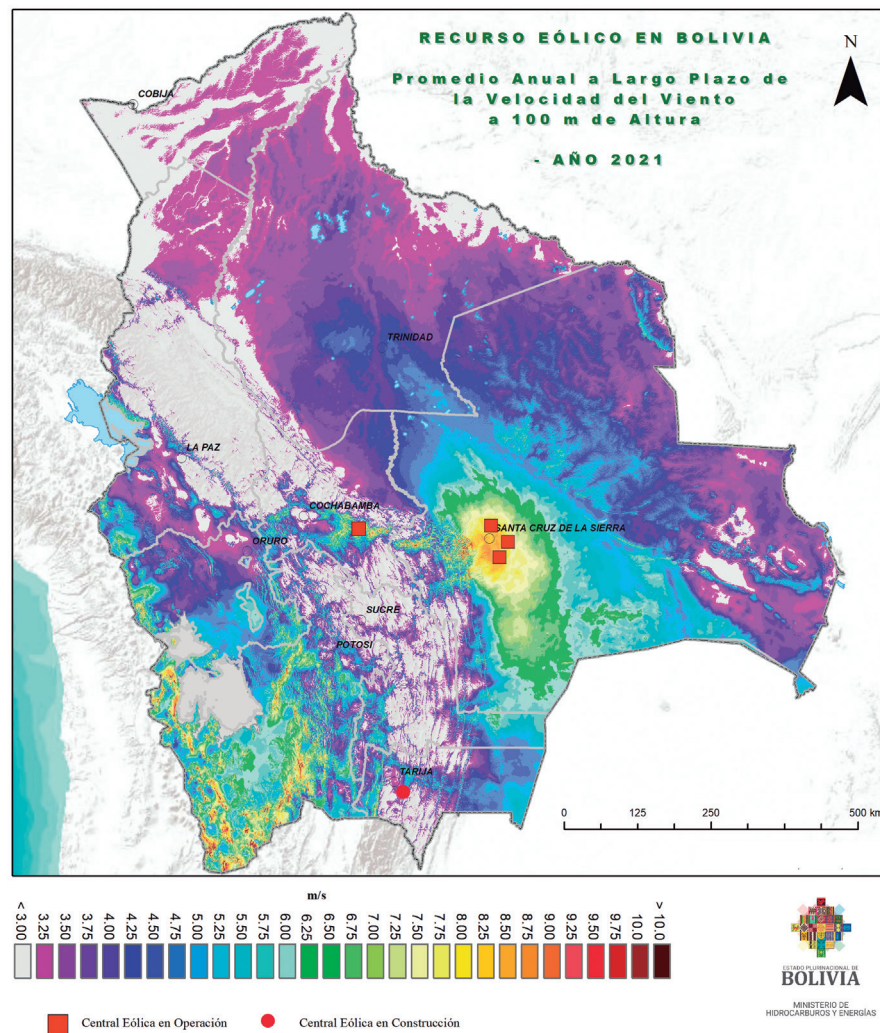 RECURSO EÓLICO EN BOLIVIA
Promedio Anual a Largo Plazo de
la Velocidad del Viento
a 100 m de Altura
- AÑO 2021
N
COBIJA
TRINIDAD
LA PAZ
COCHABAMBA
SANTA CRUZ DE LA SIERRA
ORURO
SUCRE
POTOSI
TARIJA
0 125 250 500 km
m/s
< 3.00 3.25 3.50 3.75 4.00 4.25 4.50 4.75 5.00 5.25 5.50 5.75 6.00 6.25 6.50 6.75 7.00 7.25 7.50 7.75 8.00 8.25 8.50 8.75 9.00 9.25 9.50 9.75 10.0 > 10.0
Central Eólica en Operación
Central Eólica en Construcción
ESTADO PLURINACIONAL DE
BOLIVIA
MINISTERIO DE
HIDROCARBUROS Y ENERGÍAS